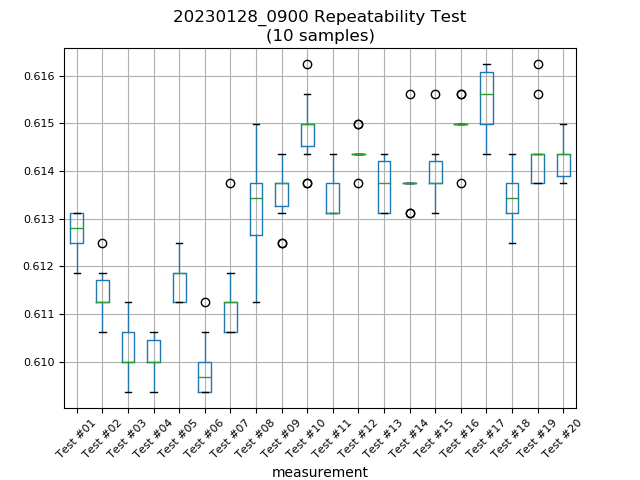 20230128_0900 Repeatability Test
(10 samples)
0.616
0.615
0.614
0.613
0.612
0.611
0.610
Test #01
Test #02
Test #03
Test #04
Test #05
Test #06
Test #07
Test #08
Test #09
Test #10
Test #11
Test #12
Test #13
Test #14
Test #15
Test #16
Test #17
Test #18
Test #19
Test #20
measurement